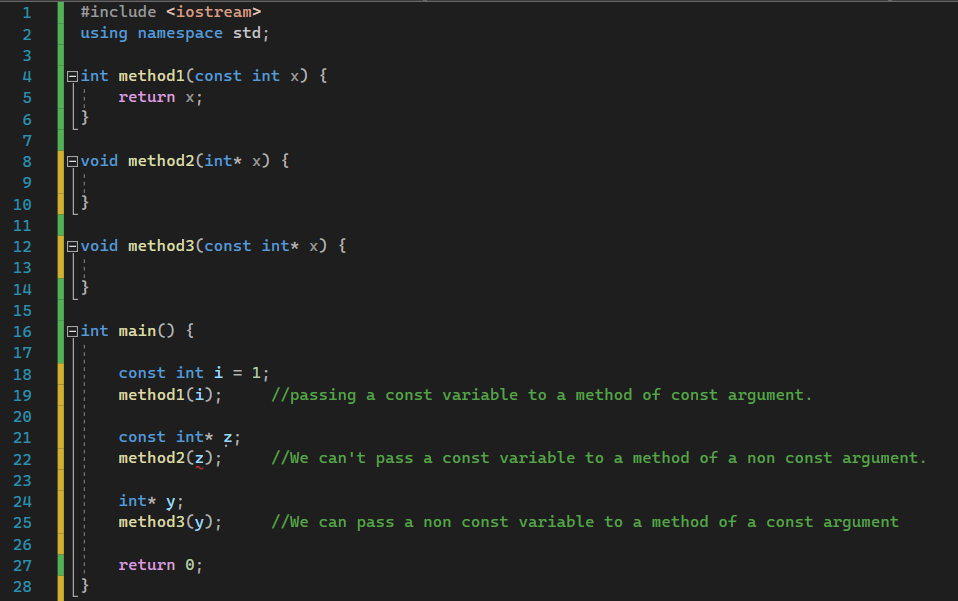 1 #include <iostream>
2 using namespace std;
3
4 int method1(const int x) {
5 return x;
6 }
7
8 void method2(int* x) {
9
10 }
11
12 void method3(const int* x) {
13
14 }
15
16 int main() {
17
18 const int i = 1;
19 method1(i); //passing a const variable to a method of const argument.
20
21 const int* z;
22 method2(z); //We can't pass a const variable to a method of a non const argument.
23
24 int* y;
25 method3(y); //We can pass a non const variable to a method of a const argument
26
27 return 0;
28 }